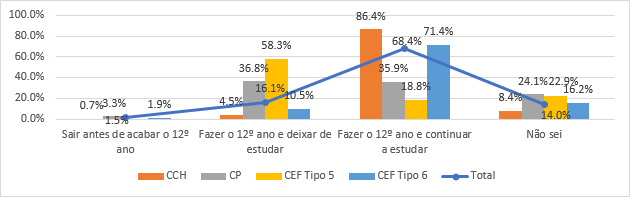 100.0%
80.0%
60.0%
40.0%
20.0%
0.0%
0.7%
3.3%
1.5%
1.9%
4.5%
36.8%
58.3%
16.1%
10.5%
86.4%
35.9%
68.4%
18.8%
71.4%
8.4%
24.1%
22.9%
14.0%
16.2%
Sair antes de acabar o 12º
ano
Fazer o 12º ano e deixar de
estudar
Fazer o 12º ano e continuar
a estudar
Não sei
CCH
CP
CEF Tipo 5
CEF Tipo 6
Total